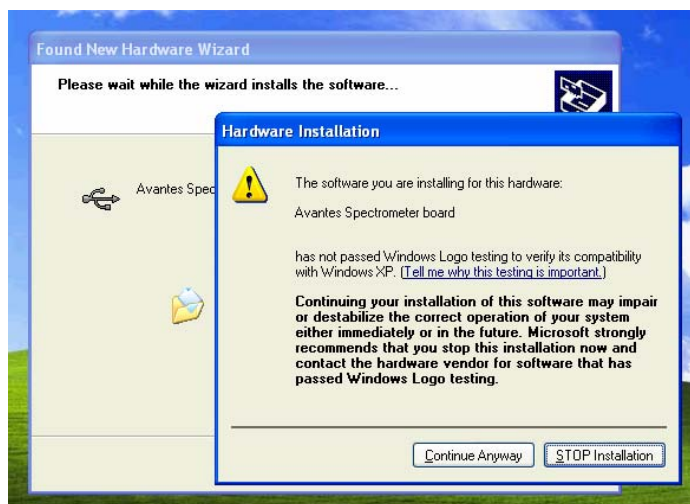 Found New Hardware Wizard
Please wait while the wizard installs the software...
Hardware Installation
Avantes Spec
The software you are installing for this hardware:
Avantes Spectrometer board
has not passed Windows Logo testing to verify its compatibility
with Windows XP. (Tell me why this testing is important.)
Continuing your installation of this software may impair
or destabilize the correct operation of your system
either immediately or in the future. Microsoft strongly
recommends that you stop this installation now and
contact the hardware vendor for software that has
passed Windows Logo testing.
Continue Anyway
STOP Installation